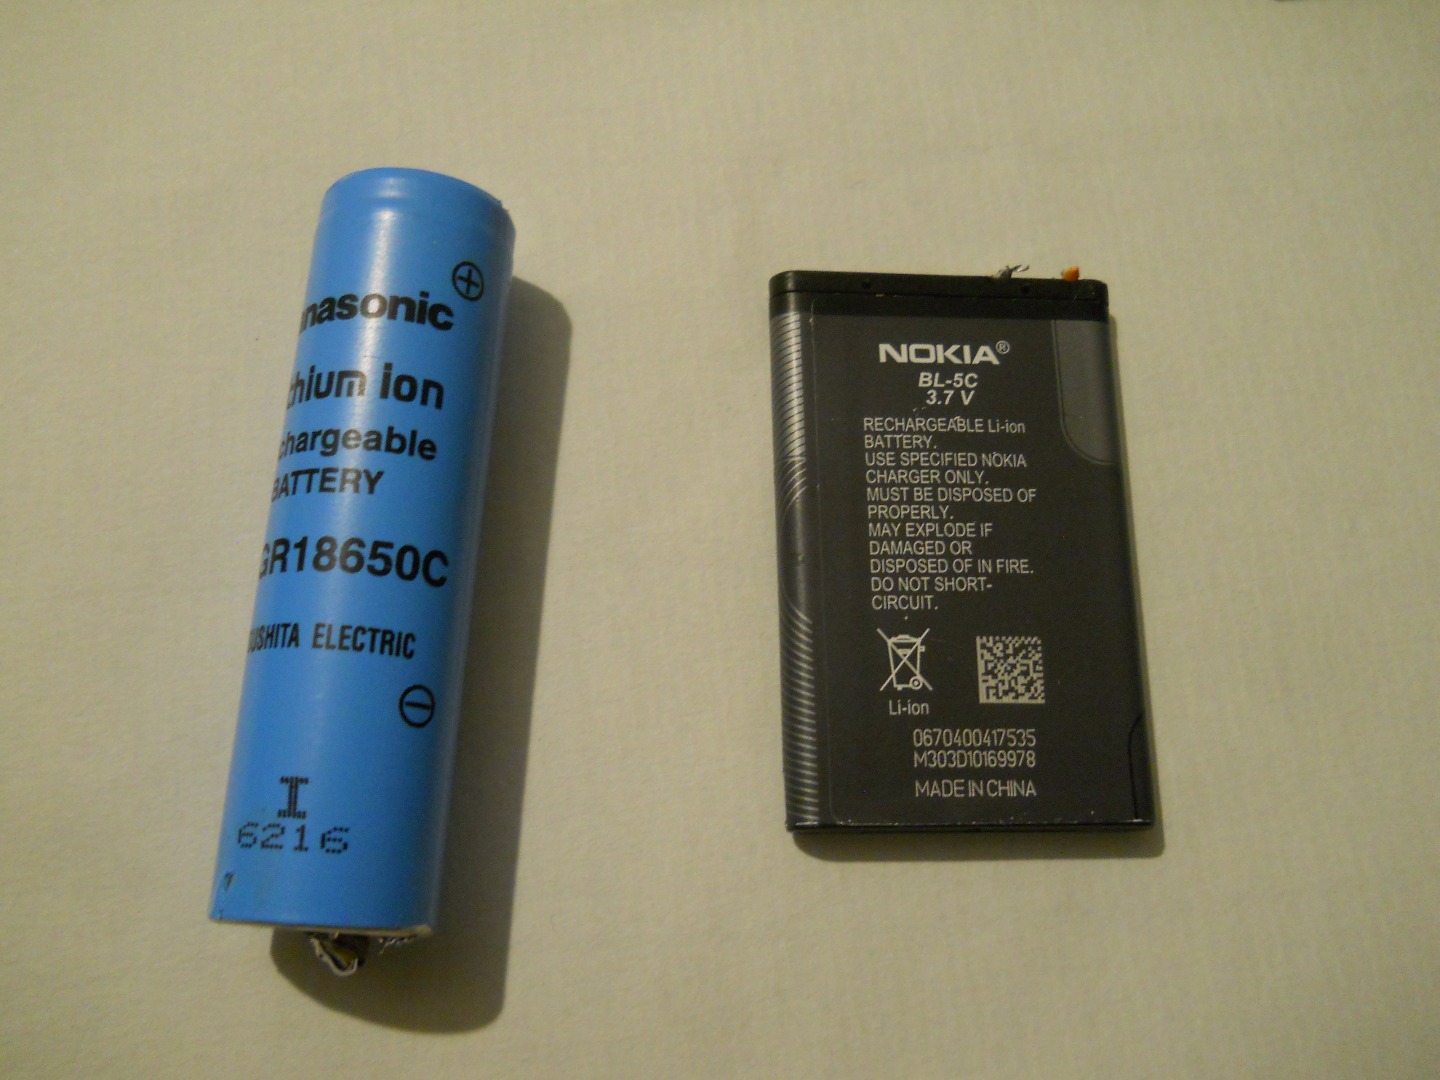 nasonic
hium ion
chargeable
BATTERY
GR18650C
USHITA ELECTRIC
I
6216
NOKIA®
BL-5C
3.7 V
RECHARGEABLE Li-ion
BATTERY.
USE SPECIFIED NOKIA
CHARGER ONLY.
MUST BE DISPOSED OF
PROPERLY.
MAY EXPLODE IF
DAMAGED OR
DISPOSED OF IN FIRE.
DO NOT SHORT-
CIRCUIT.
Li-ion
0670400417535
M303D10169978
MADE IN CHINA